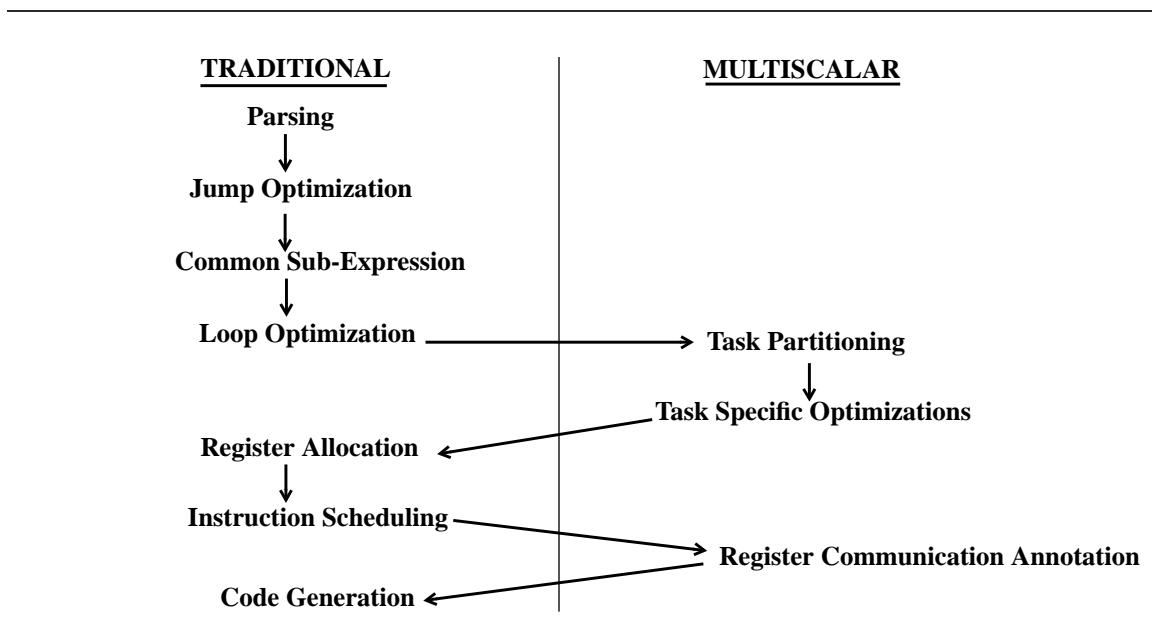 TRADITIONAL
MULTISCALAR
Parsing
Jump Optimization
Common Sub-Expression
Loop Optimization
Task Partitioning
Task Specific Optimizations
Register Allocation
Instruction Scheduling
Register Communication Annotation
Code Generation